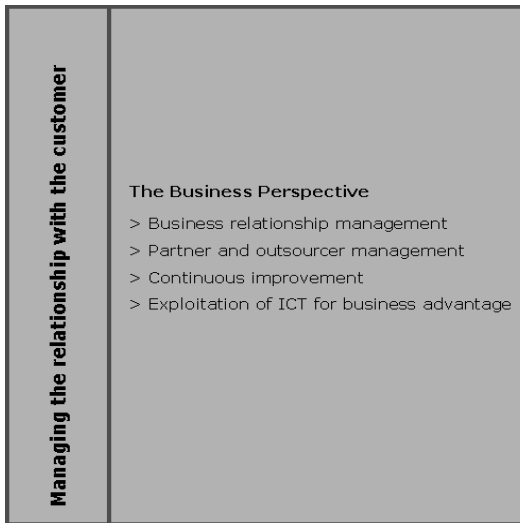 Managing the relationship with the customer
The Business Perspective
> Business relationship management
> Partner and outsourcer management
> Continuous improvement
> Exploitation of ICT for business advantage